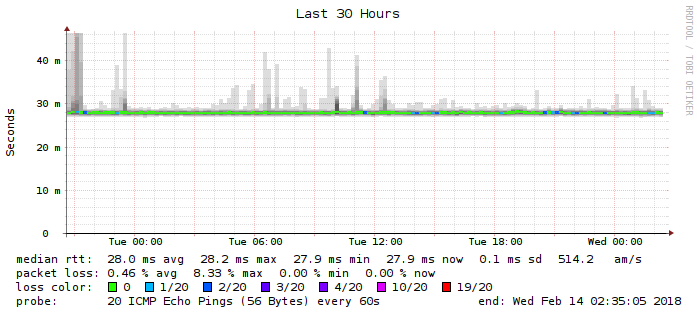 Last 30 Hours
RRDTOOL / TOBI OETIKER
Seconds
40 m
30 m
20 m
10 m
0
Tue 00:00 Tue 06:00 Tue 12:00 Tue 18:00 Wed 00:00
median rtt: 28.0 ms avg 28.2 ms max 27.9 ms min 27.9 ms now 0.1 ms sd 514.2 am/s
packet loss: 0.46 % avg 8.33 % max 0.00 % min 0.00 % now
loss color: 0 1/20 2/20 3/20 4/20 10/20 19/20
probe: 20 ICMP Echo Pings (56 Bytes) every 60s end: Wed Feb 14 02:35:05 2018